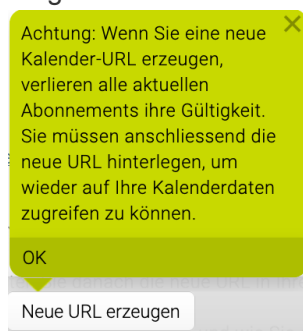 Achtung: Wenn Sie eine neue
Kalender-URL erzeugen,
verlieren alle aktuellen
Abonnements ihre Gültigkeit.
Sie müssen anschliessend die
neue URL hinterlegen, um
wieder auf Ihre Kalenderdaten
zugreifen zu können.
OK
Neue URL erzeugen